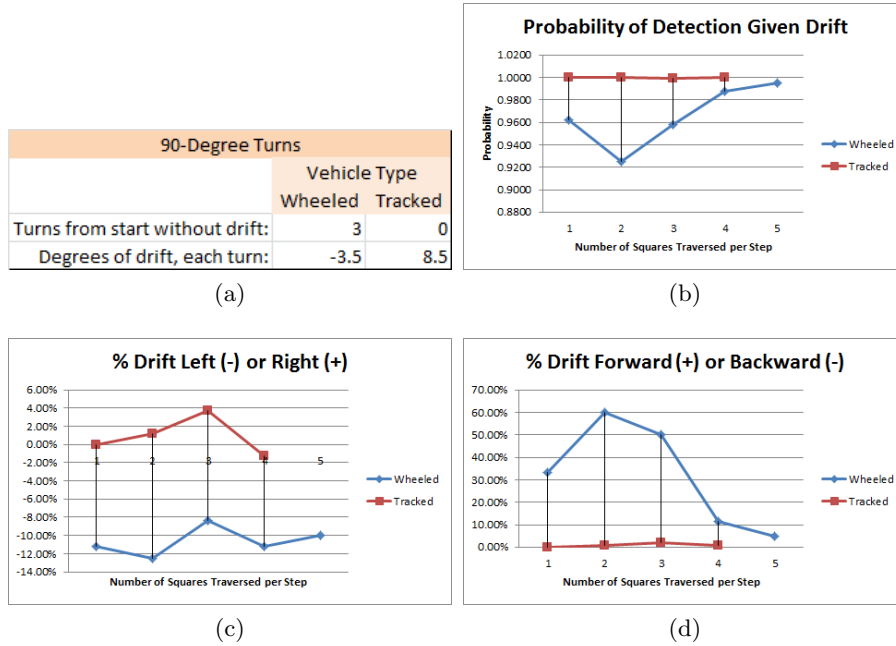 90-Degree Turns
Vehicle Type
Wheeled Tracked
Turns from start without drift: 3 0
Degrees of drift, each turn: -3.5 8.5
(a)
Probability of Detection Given Drift
1.0200
1.0000
0.9800
0.9600
0.9400
0.9200
0.9000
0.8800
Probability
1 2 3 4 5
Number of Squares Traversed per Step
Wheeled
Tracked
(b)
% Drift Left (-) or Right (+)
6.00%
4.00%
2.00%
0.00%
-2.00%
-4.00%
-6.00%
-8.00%
-10.00%
-12.00%
-14.00%
1 2 3 4 5
Number of Squares Traversed per Step
Wheeled
Tracked
(c)
% Drift Forward (+) or Backward (-)
70.00%
60.00%
50.00%
40.00%
30.00%
20.00%
10.00%
0.00%
1 2 3 4 5
Number of Squares Traversed per Step
Wheeled
Tracked
(d)